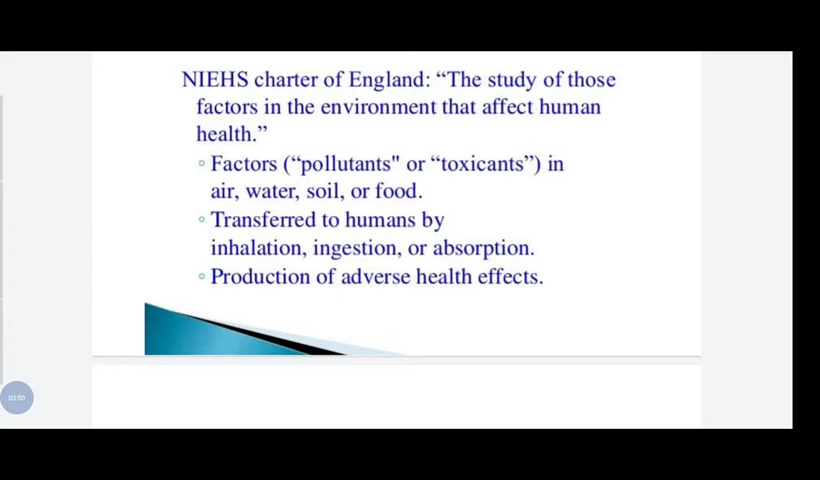 NIEHS charter of England: “The study of those
factors in the environment that affect human
health.”
◦ Factors (“pollutants" or “toxicants”) in
air, water, soil, or food.
◦ Transferred to humans by
inhalation, ingestion, or absorption.
◦ Production of adverse health effects.
03:50